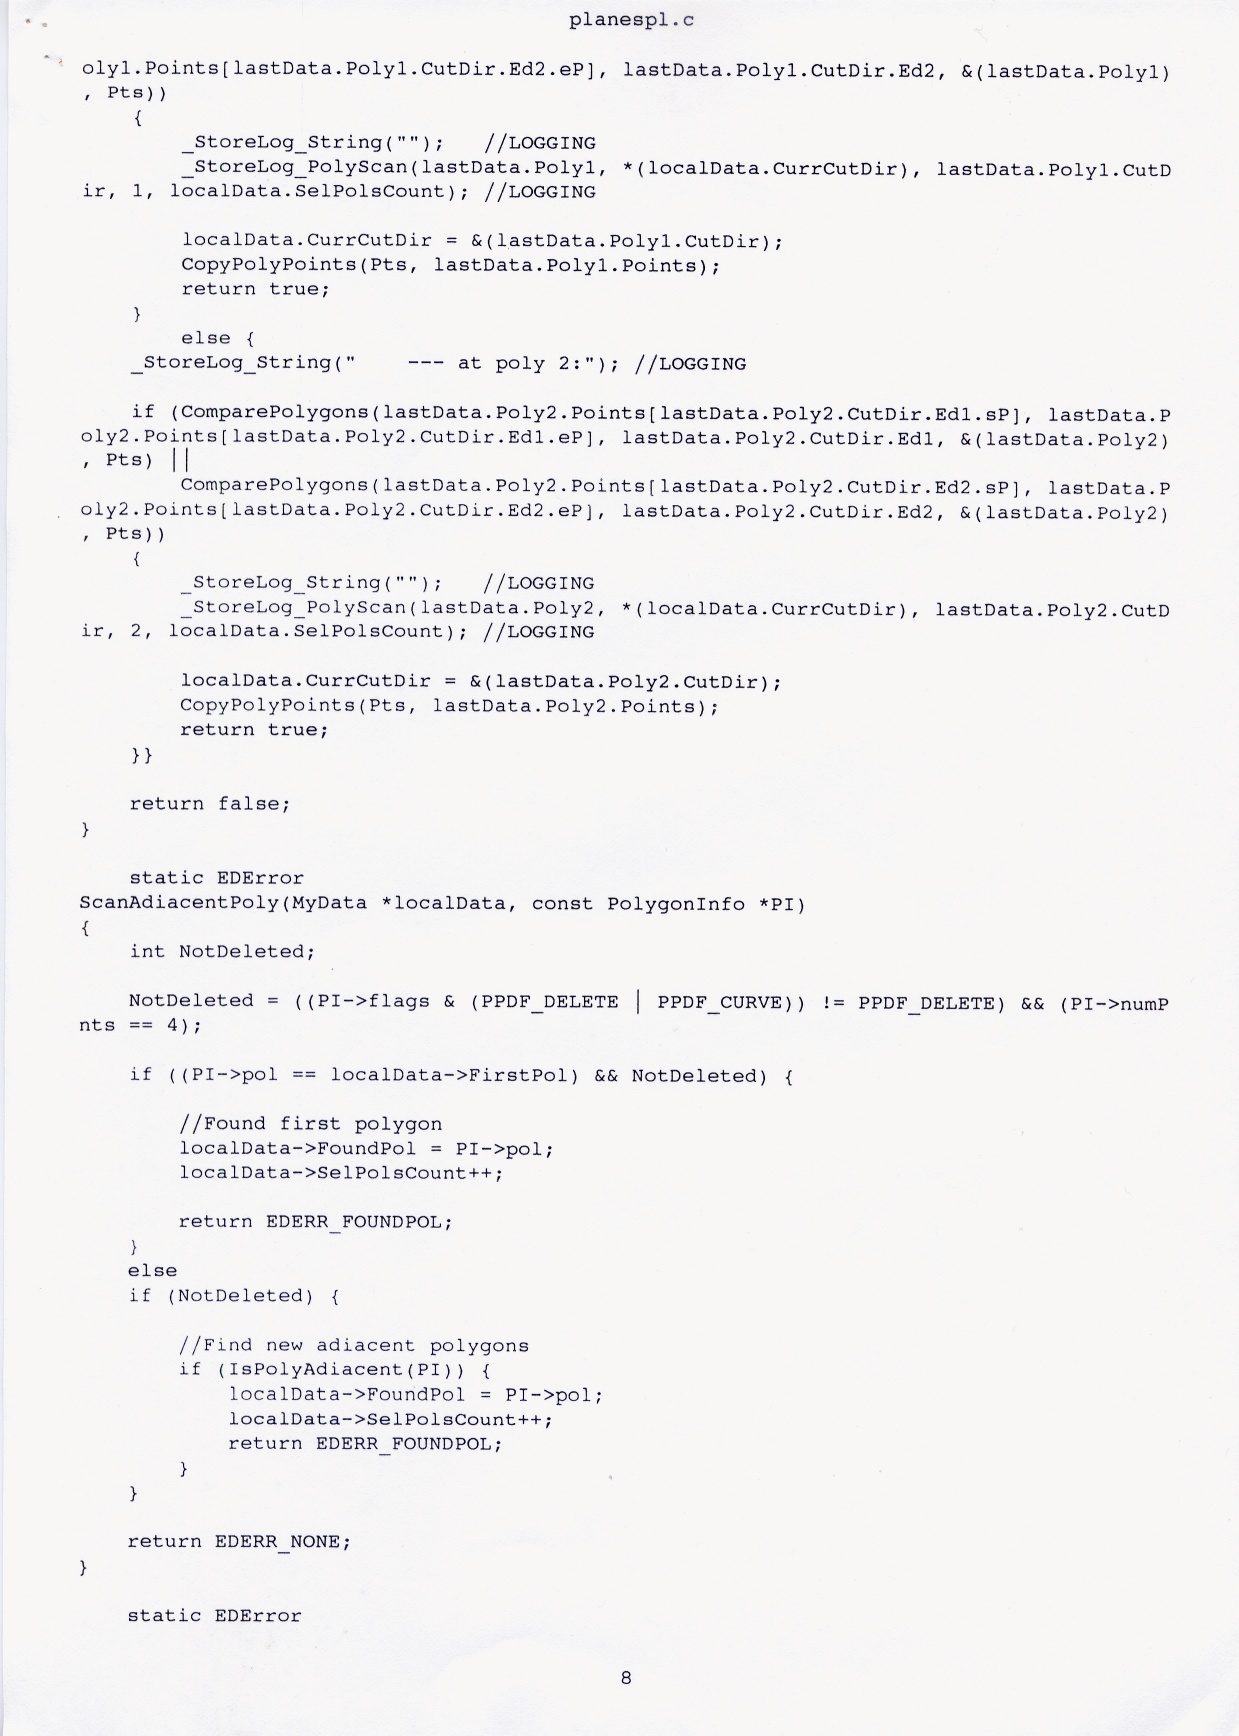 planespl.c
oly1.Points[lastData.Poly1.CutDir.Ed2.eP], lastData.Poly1.CutDir.Ed2, &(lastData.Poly1)
, Pts))
    {
        _StoreLog_String("");   //LOGGING
        _StoreLog_PolyScan(lastData.Poly1, *(localData.CurrCutDir), lastData.Poly1.CutD
ir, 1, localData.SelPolsCount); //LOGGING

        localData.CurrCutDir = &(lastData.Poly1.CutDir);
        CopyPolyPoints(Pts, lastData.Poly1.Points);
        return true;
    }
        else {
    _StoreLog_String("    --- at poly 2:"); //LOGGING

    if (ComparePolygons(lastData.Poly2.Points[lastData.Poly2.CutDir.Ed1.sP], lastData.P
oly2.Points[lastData.Poly2.CutDir.Ed1.eP], lastData.Poly2.CutDir.Ed1, &(lastData.Poly2)
, Pts) ||
        ComparePolygons(lastData.Poly2.Points[lastData.Poly2.CutDir.Ed2.sP], lastData.P
oly2.Points[lastData.Poly2.CutDir.Ed2.eP], lastData.Poly2.CutDir.Ed2, &(lastData.Poly2)
, Pts))
    {
        _StoreLog_String("");   //LOGGING
        _StoreLog_PolyScan(lastData.Poly2, *(localData.CurrCutDir), lastData.Poly2.CutD
ir, 2, localData.SelPolsCount); //LOGGING

        localData.CurrCutDir = &(lastData.Poly2.CutDir);
        CopyPolyPoints(Pts, lastData.Poly2.Points);
        return true;
    }}

    return false;
}

    static EDError
ScanAdiacentPoly(MyData *localData, const PolygonInfo *PI)
{
    int NotDeleted;

    NotDeleted = ((PI->flags & (PPDF_DELETE | PPDF_CURVE)) != PPDF_DELETE) && (PI->numP
nts == 4);

    if ((PI->pol == localData->FirstPol) && NotDeleted) {

        //Found first polygon
        localData->FoundPol = PI->pol;
        localData->SelPolsCount++;

        return EDERR_FOUNDPOL;
    }
    else
    if (NotDeleted) {

        //Find new adiacent polygons
        if (IsPolyAdiacent(PI)) {
            localData->FoundPol = PI->pol;
            localData->SelPolsCount++;
            return EDERR_FOUNDPOL;
        }
    }

    return EDERR_NONE;
}

    static EDError
8